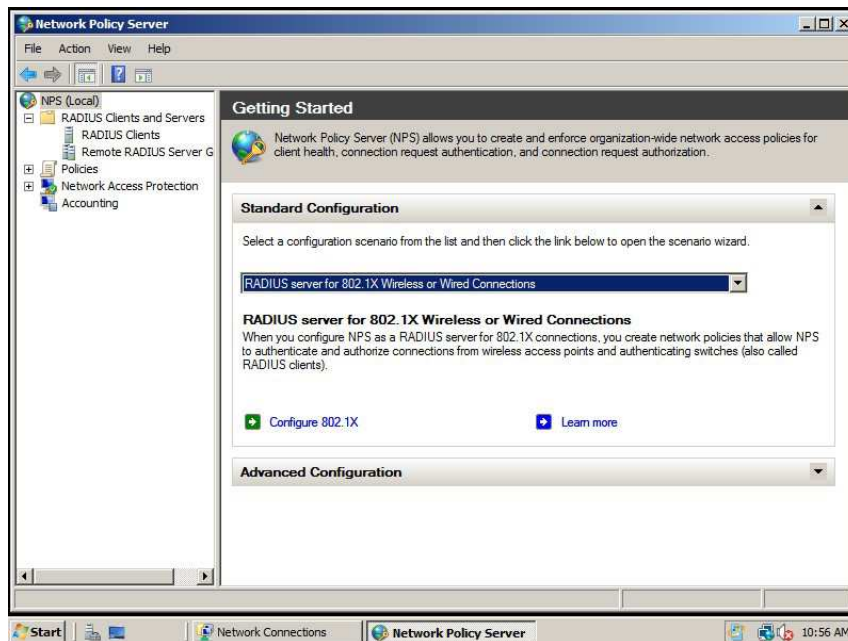 Network Policy Server
File Action View Help
NPS (Local)
RADIUS Clients and Servers
RADIUS Clients
Remote RADIUS Server G
Policies
Network Access Protection
Accounting
Getting Started
Network Policy Server (NPS) allows you to create and enforce organization-wide network access policies for
client health, connection request authentication, and connection request authorization.
Standard Configuration
Select a configuration scenario from the list and then click the link below to open the scenario wizard.
RADIUS server for 802.1X Wireless or Wired Connections
RADIUS server for 802.1X Wireless or Wired Connections
When you configure NPS as a RADIUS server for 802.1X connections, you create network policies that allow NPS
to authenticate and authorize connections from wireless access points and authenticating switches (also called
RADIUS clients).
Configure 802.1X Learn more
Advanced Configuration
Start Network Connections Network Policy Server 10:56 AM